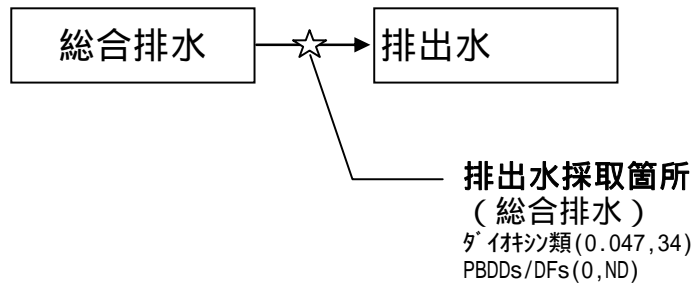 総合排水
排出水
排出水採取箇所
（総合排水）
ﾀﾞｲｵｷｼﾝ類(0.047,34)
PBDDs/DFs(0,ND)